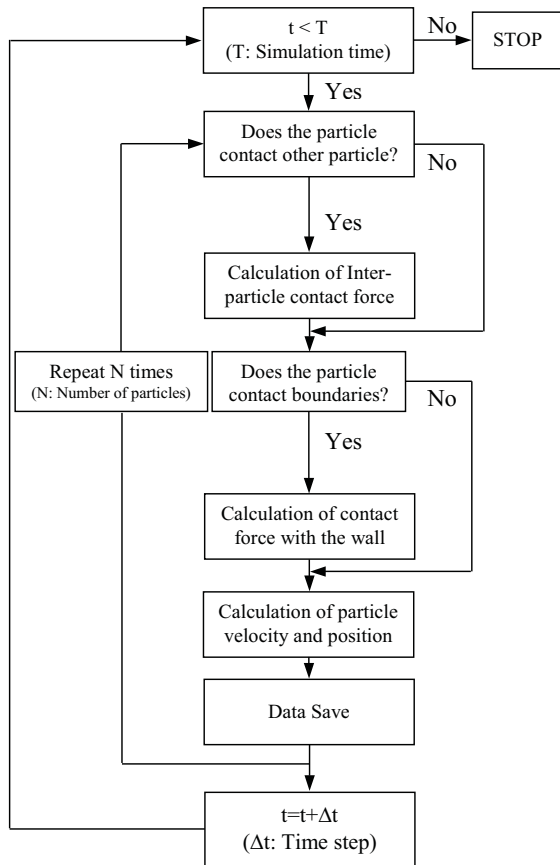 t < T
(T: Simulation time)
No
STOP
Yes
Does the particle
contact other particle?
No
Yes
Calculation of Inter-
particle contact force
Repeat N times
(N: Number of particles)
Does the particle
contact boundaries?
No
Yes
Calculation of contact
force with the wall
Calculation of particle
velocity and position
Data Save
t=t+Δt
(Δt: Time step)